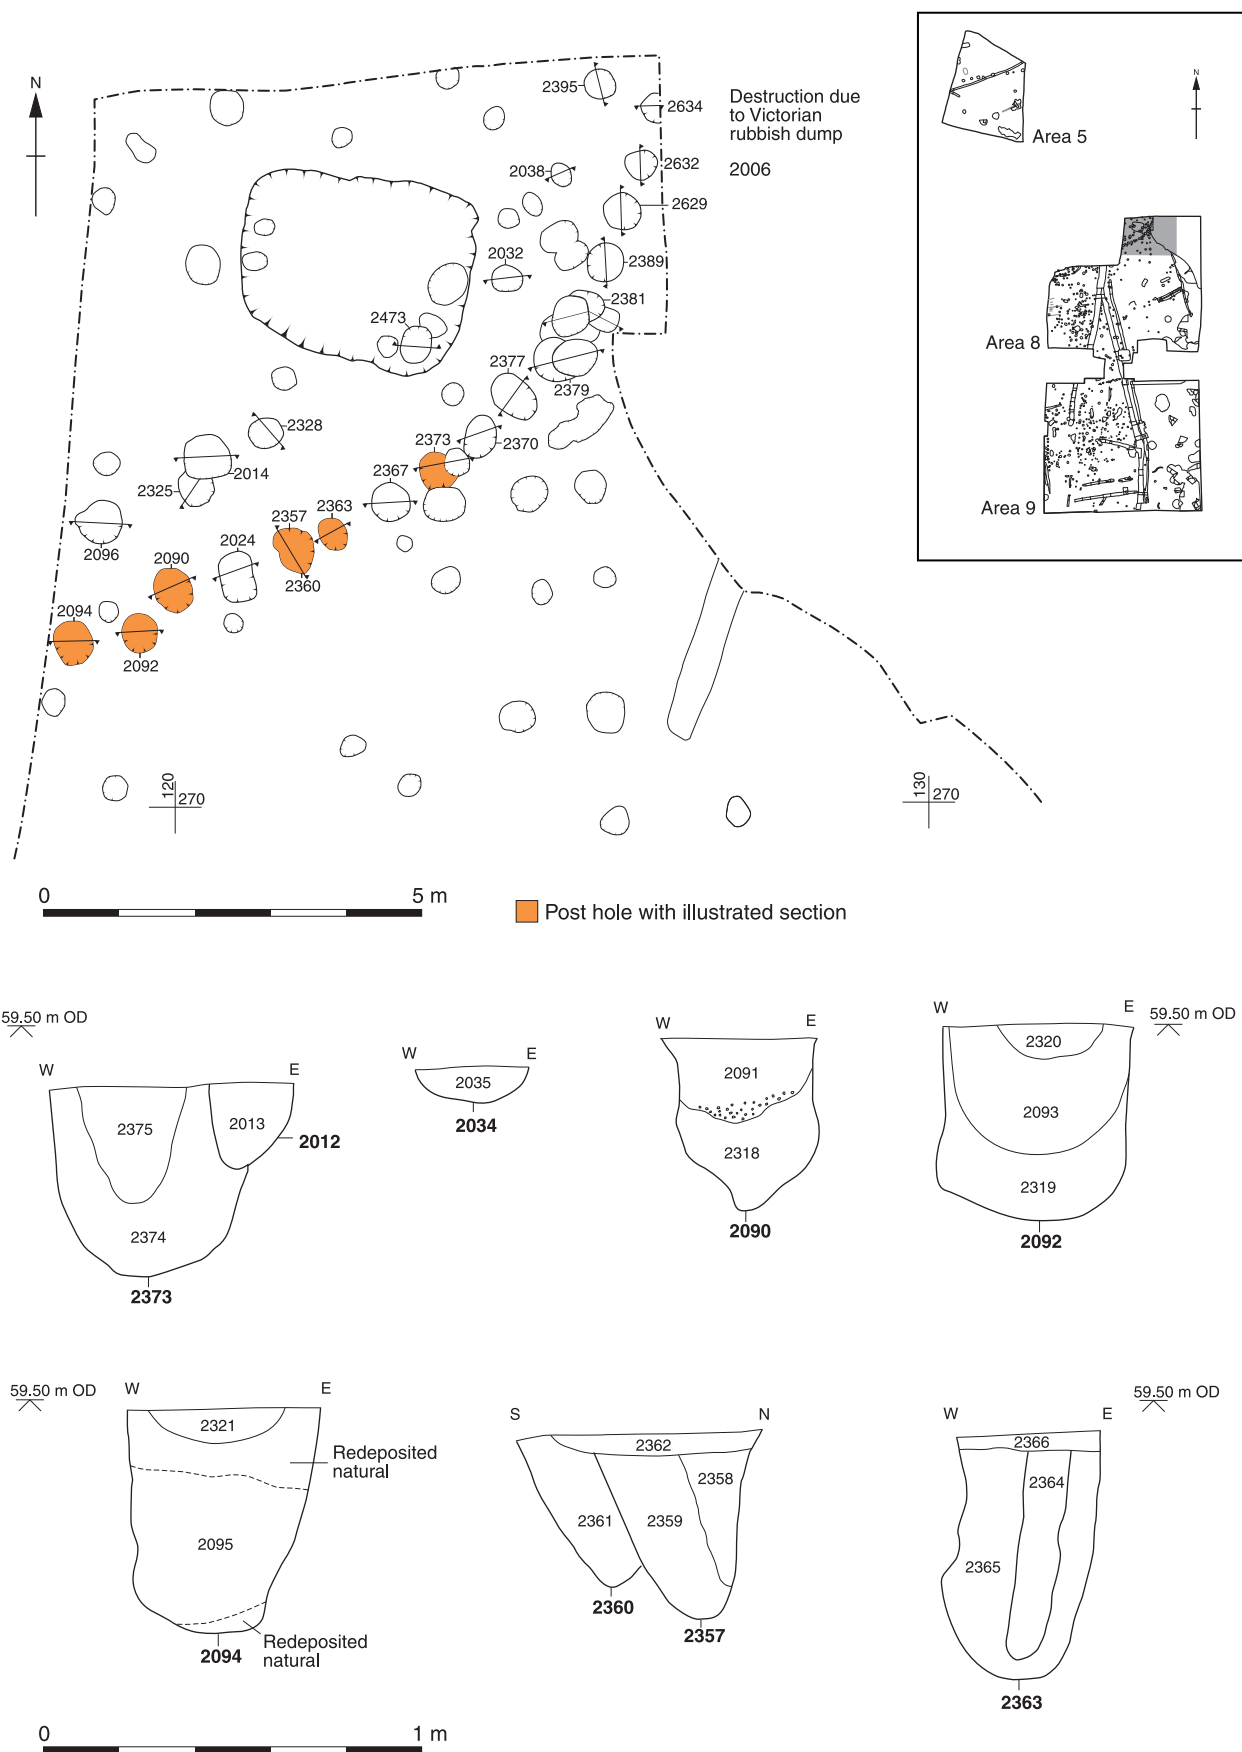 N
2395
2634
Destruction due
to Victorian
rubbish dump
2006
2038
2632
2629
2032
2389
2381
2473
2377
2379
2328
2373
2370
2014
2367
2325
2363
2357
2024
2096
2090
2360
2094
2092
120
270
130
270
N
Area 5
Area 8
Area 9
0
5 m
Post hole with illustrated section
59.50 m OD
W
E
2375
2013
2012
2374
2373
W
E
2035
2034
W
E
2091
2318
2090
W
E
59.50 m OD
2320
2093
2319
2092
59.50 m OD
W
E
2321
Redeposited
natural
2095
Redeposited
natural
2094
S
N
2362
2358
2361
2359
2360
2357
59.50 m OD
W
E
2366
2364
2365
2363
0
1 m